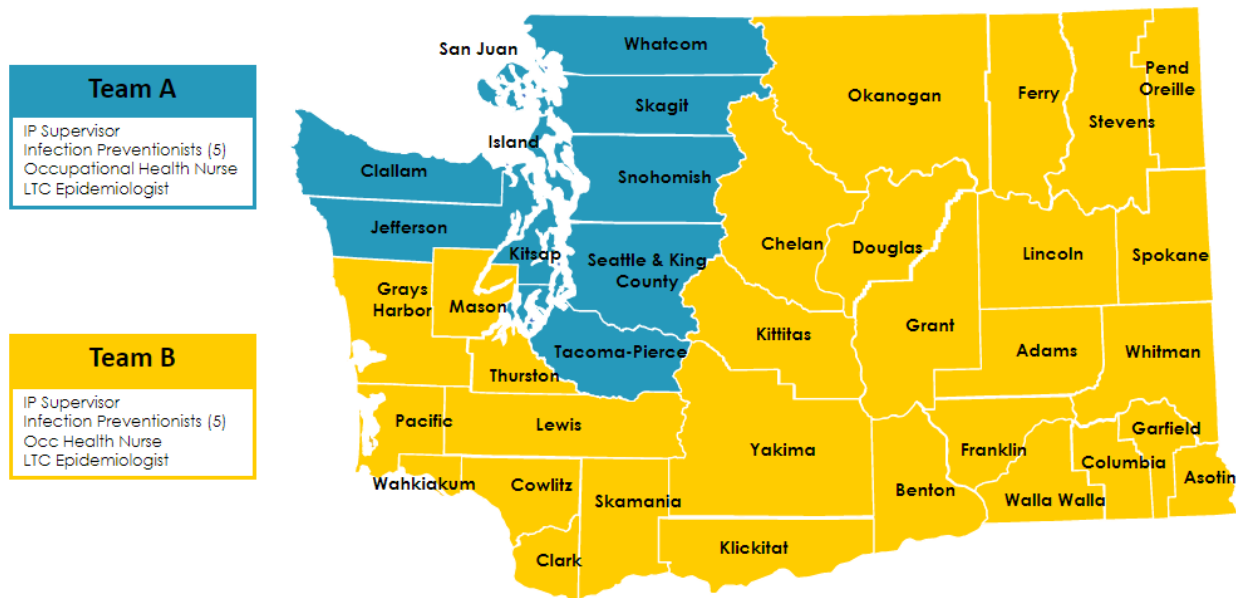 Team A
IP Supervisor
Infection Preventionists (5)
Occupational Health Nurse
LTC Epidemiologist
Team B
IP Supervisor
Infection Preventionists (5)
Occ Health Nurse
LTC Epidemiologist
San Juan
Whatcom
Skagit
Island
Clallam
Snohomish
Jefferson
Kitsap
Seattle & King
County
Tacoma-Pierce
Grays
Harbor
Mason
Thurston
Pacific
Lewis
Wahkiakum
Cowlitz
Skamania
Clark
Okanogan
Ferry
Pend
Oreille
Stevens
Chelan
Douglas
Lincoln
Spokane
Kittitas
Grant
Adams
Whitman
Yakima
Franklin
Garfield
Columbia
Asotin
Benton
Walla Walla
Klickitat